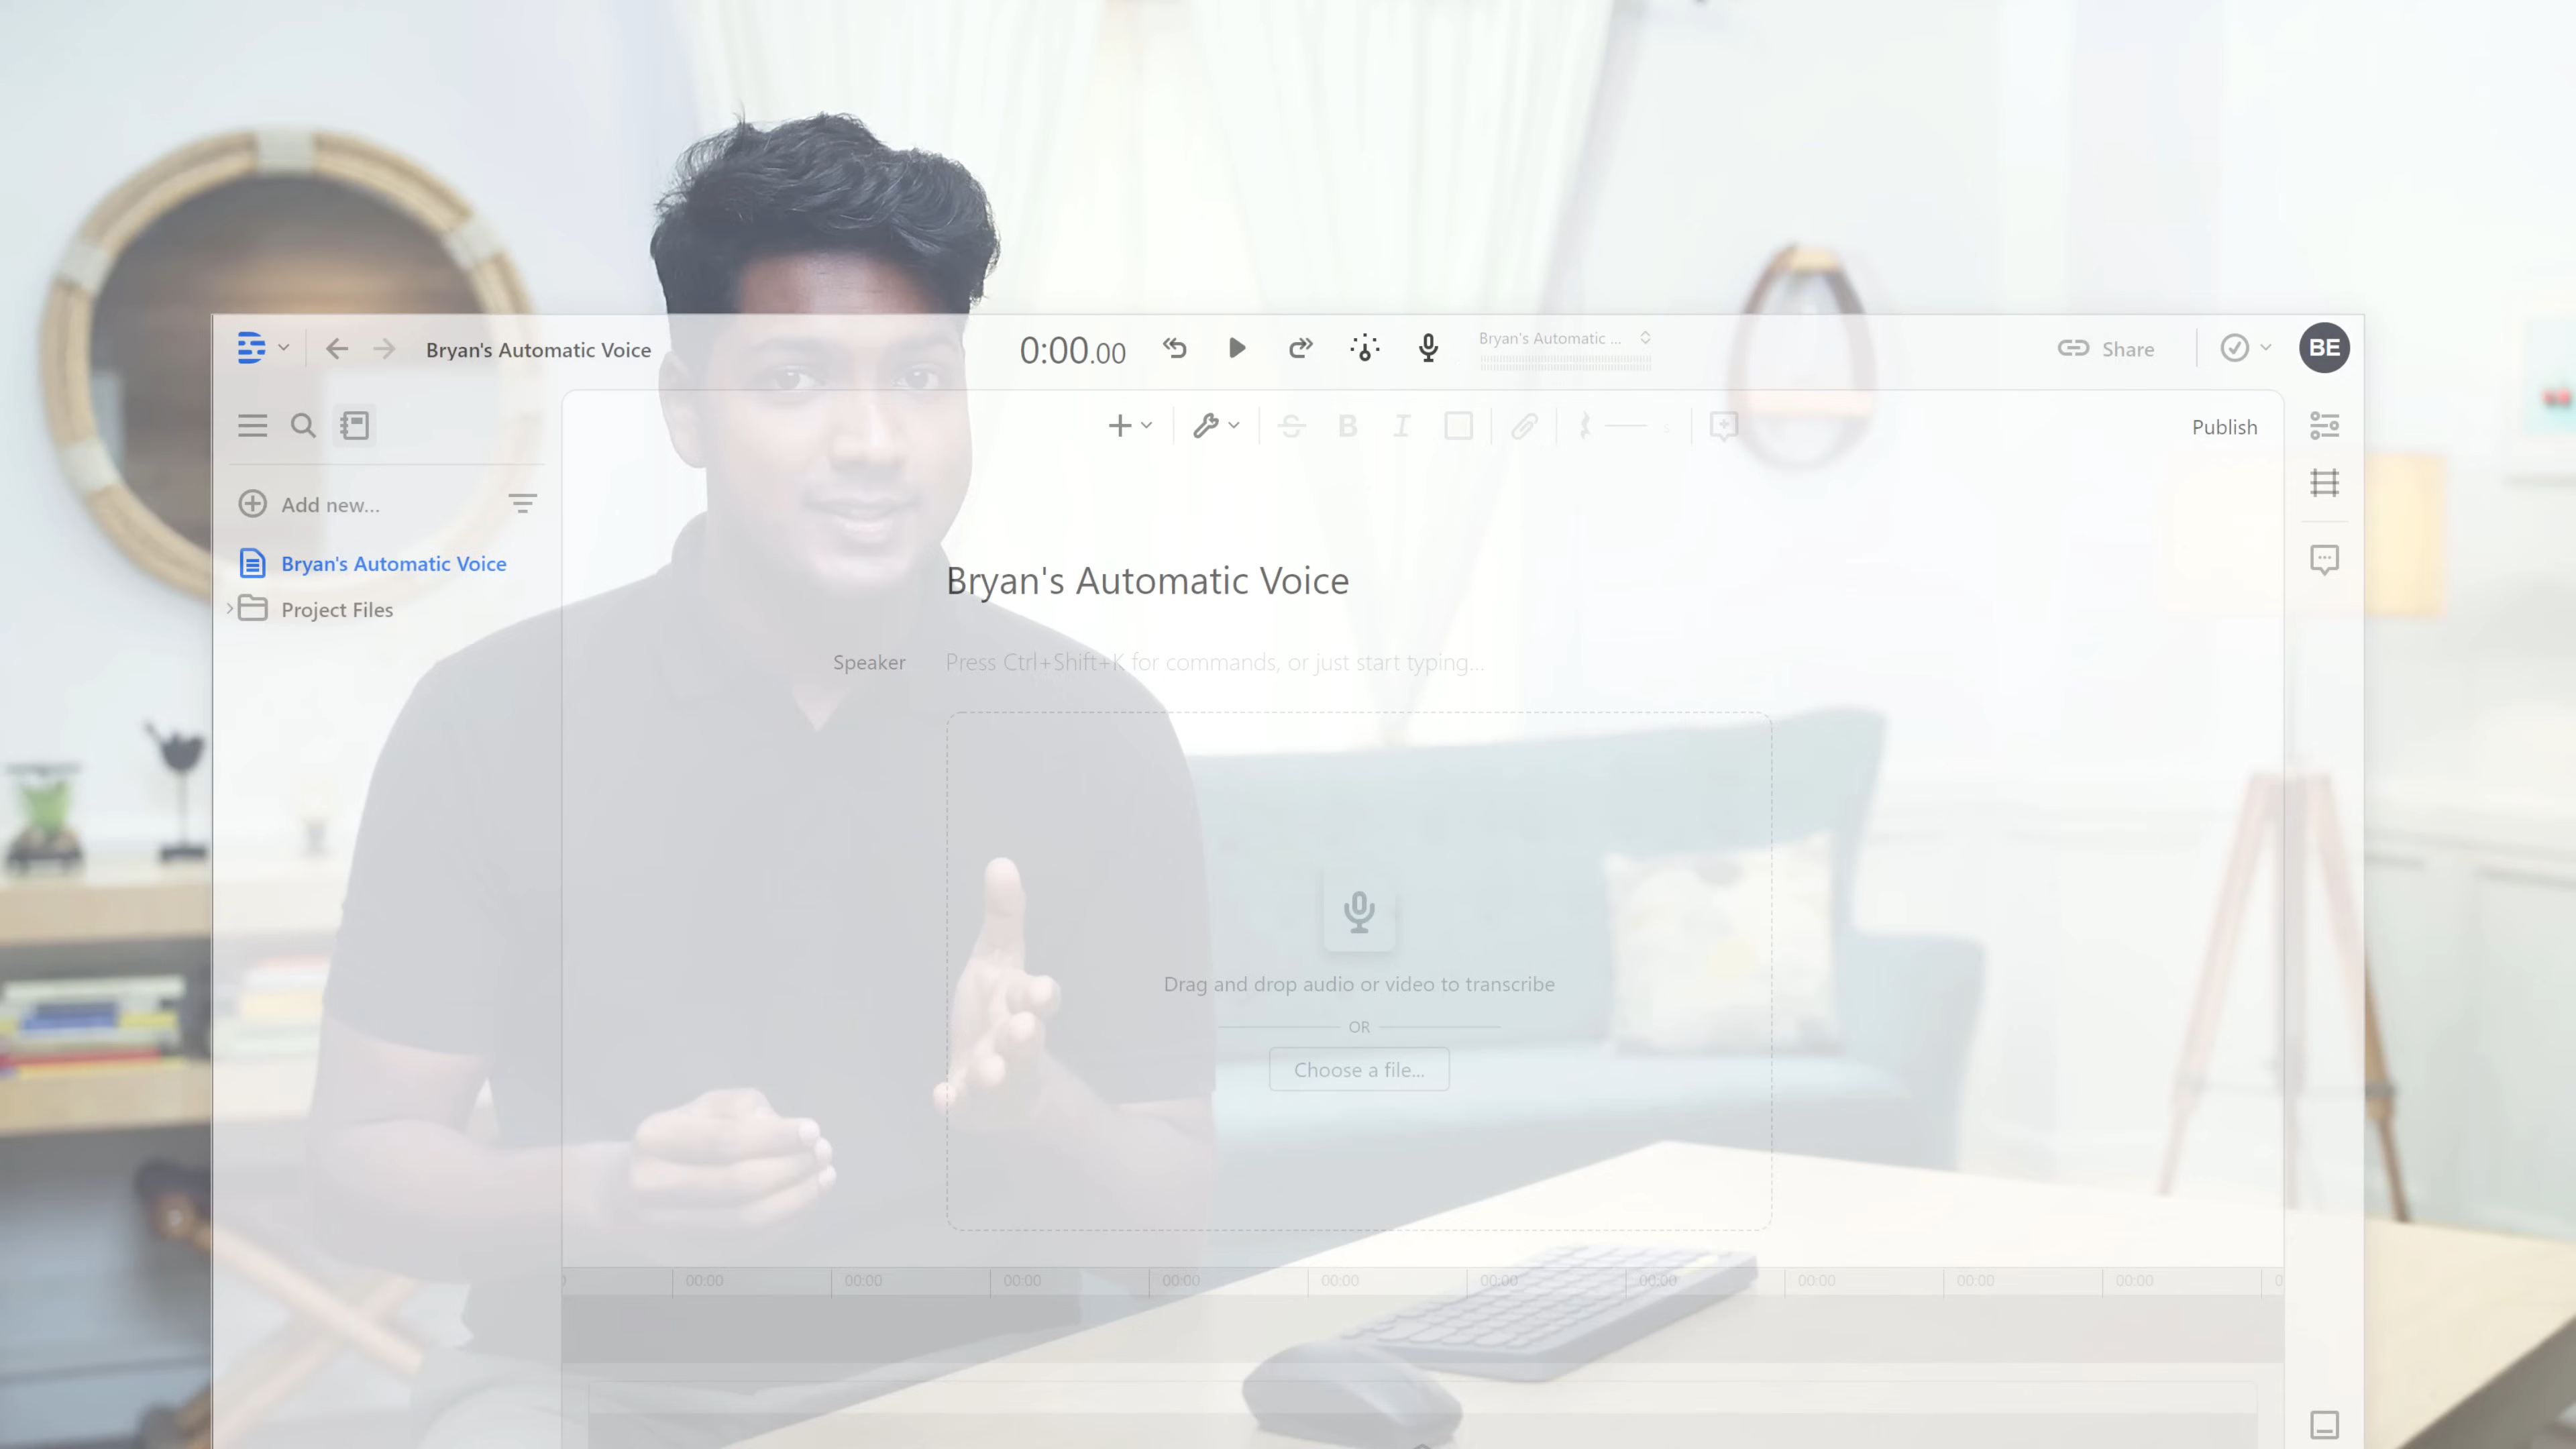 Bryan's Automatic Voice
0:00.00
Bryan's Automatic ...
Share
BE
Publish
Add new...
Bryan's Automatic Voice
Project Files
Bryan's Automatic Voice
Speaker
Press Ctrl+Shift+K for commands, or just start typing...
Drag and drop audio or video to transcribe
OR
Choose a file...
00:00 00:00 00:00 00:00 00:00 00:00 00:00 00:00 00:00 00:00